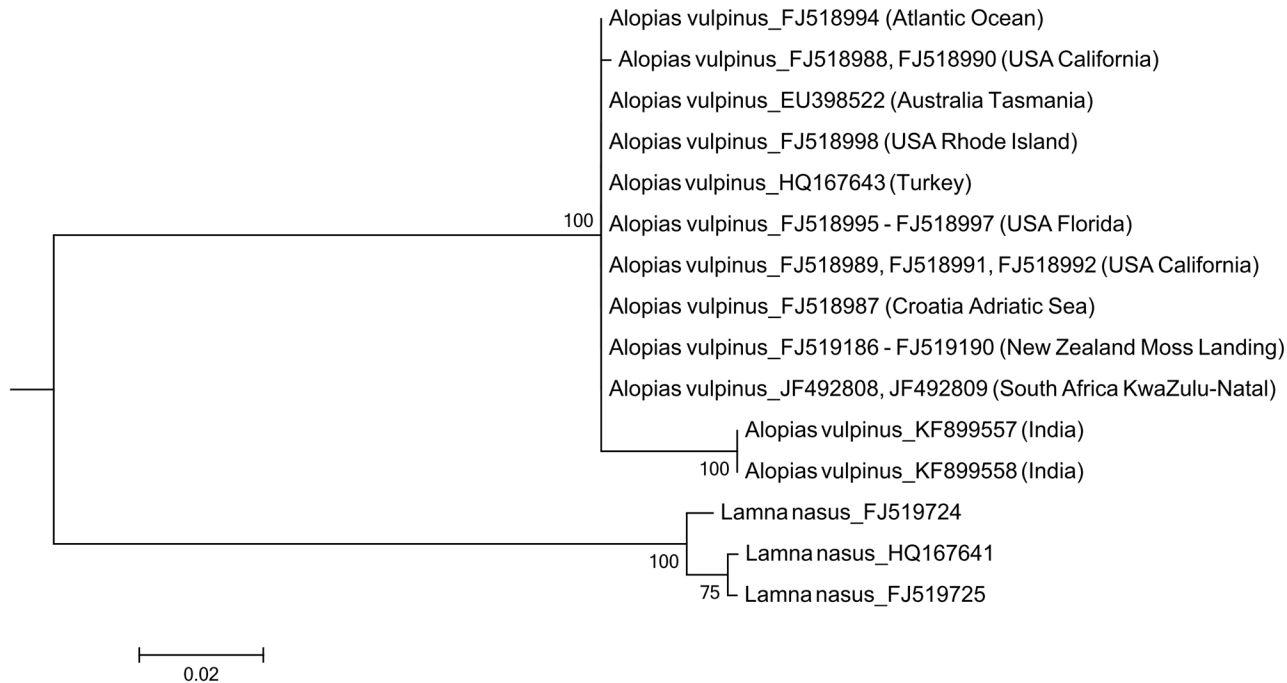 Alopias vulpinus_FJ518994 (Atlantic Ocean)
Alopias vulpinus_FJ518988, FJ518990 (USA California)
Alopias vulpinus_EU398522 (Australia Tasmania)
Alopias vulpinus_FJ518998 (USA Rhode Island)
Alopias vulpinus_HQ167643 (Turkey)
100
Alopias vulpinus_FJ518995 - FJ518997 (USA Florida)
Alopias vulpinus_FJ518989, FJ518991, FJ518992 (USA California)
Alopias vulpinus_FJ518987 (Croatia Adriatic Sea)
Alopias vulpinus_FJ519186 - FJ519190 (New Zealand Moss Landing)
Alopias vulpinus_JF492808, JF492809 (South Africa KwaZulu-Natal)
Alopias vulpinus_KF899557 (India)
100
Alopias vulpinus_KF899558 (India)
Lamna nasus_FJ519724
100
Lamna nasus_HQ167641
75
Lamna nasus_FJ519725
0.02